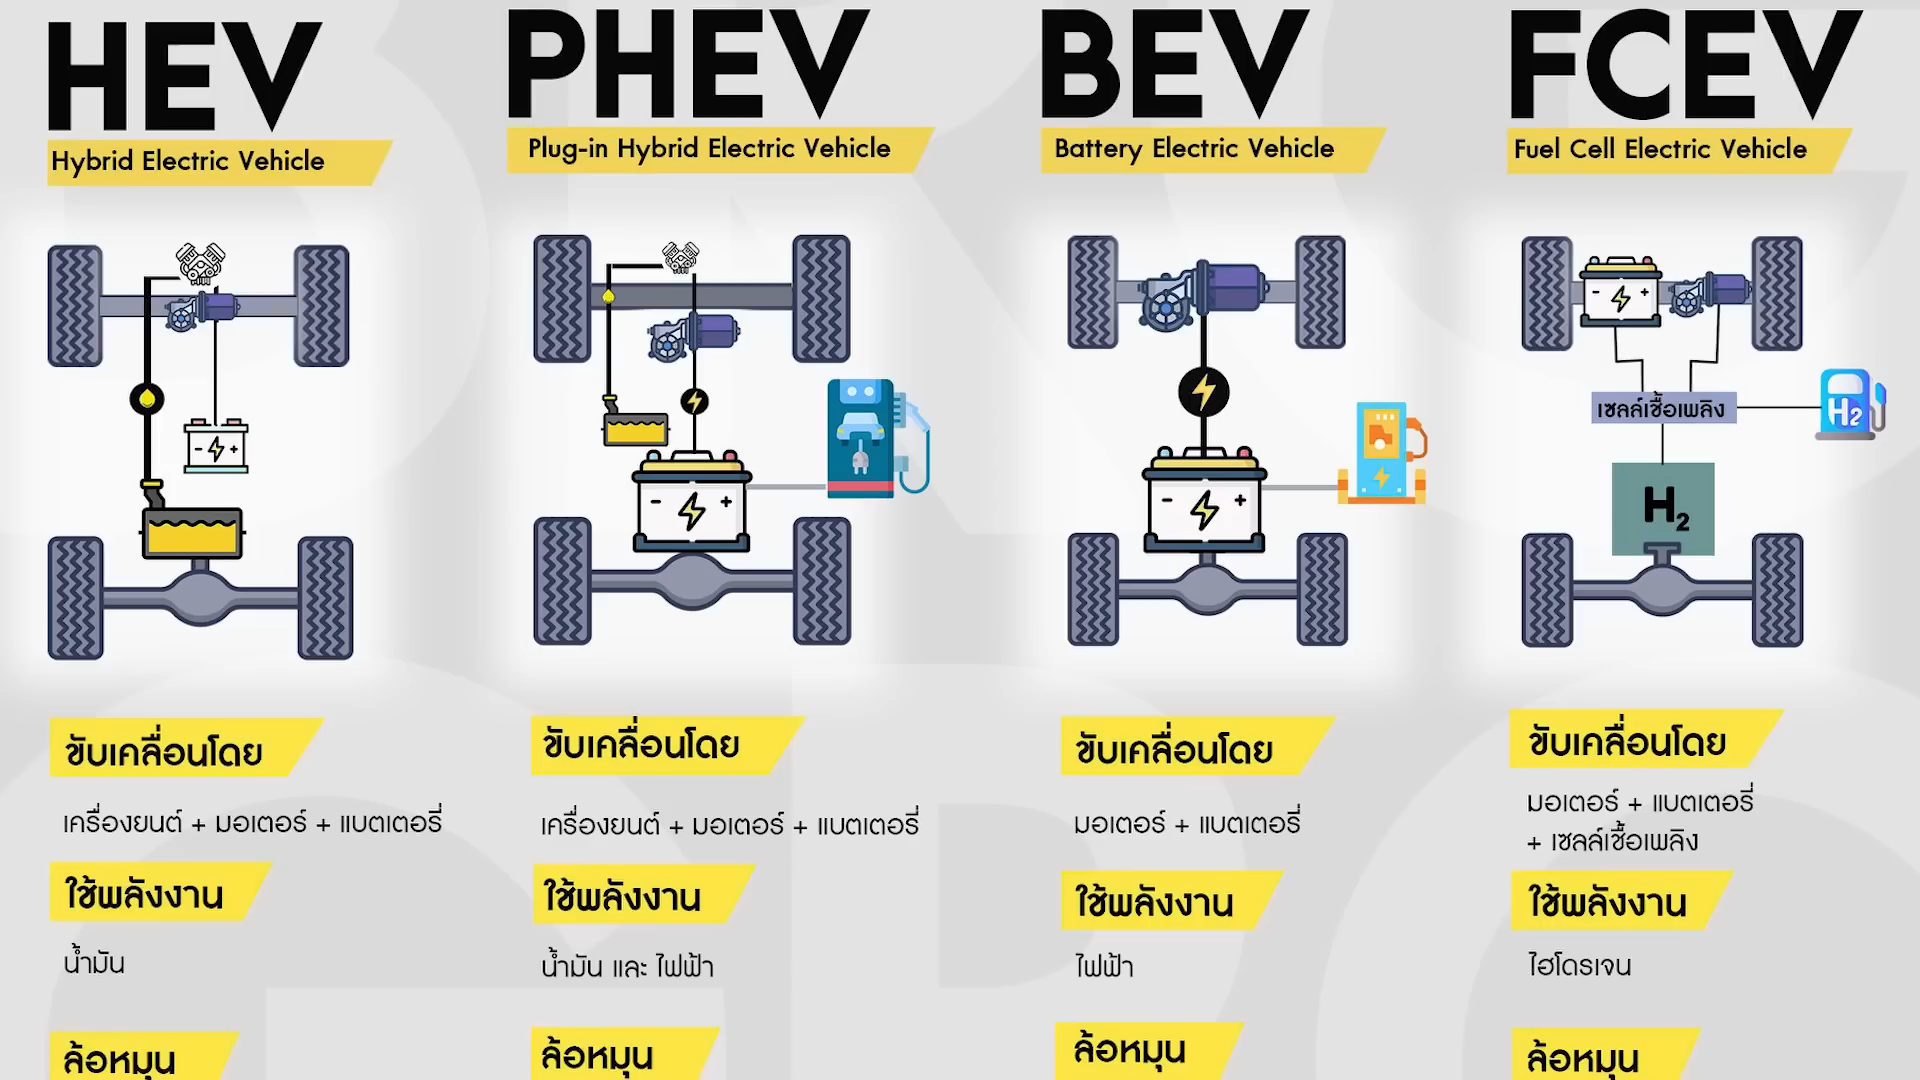 HEV
Hybrid Electric Vehicle
เซลล์เชื้อเพลิง
H2
H2
ขับเคลื่อนโดย
เครื่องยนต์ + มอเตอร์ + แบตเตอรี่
ใช้พลังงาน
น้ำมัน
ล้อหมุน
PHEV
Plug-in Hybrid Electric Vehicle
ขับเคลื่อนโดย
เครื่องยนต์ + มอเตอร์ + แบตเตอรี่
ใช้พลังงาน
น้ำมัน และ ไฟฟ้า
ล้อหมุน
BEV
Battery Electric Vehicle
ขับเคลื่อนโดย
มอเตอร์ + แบตเตอรี่
ใช้พลังงาน
ไฟฟ้า
ล้อหมุน
FCEV
Fuel Cell Electric Vehicle
ขับเคลื่อนโดย
มอเตอร์ + แบตเตอรี่
+ เซลล์เชื้อเพลิง
ใช้พลังงาน
ไฮโดรเจน
ล้อหมุน